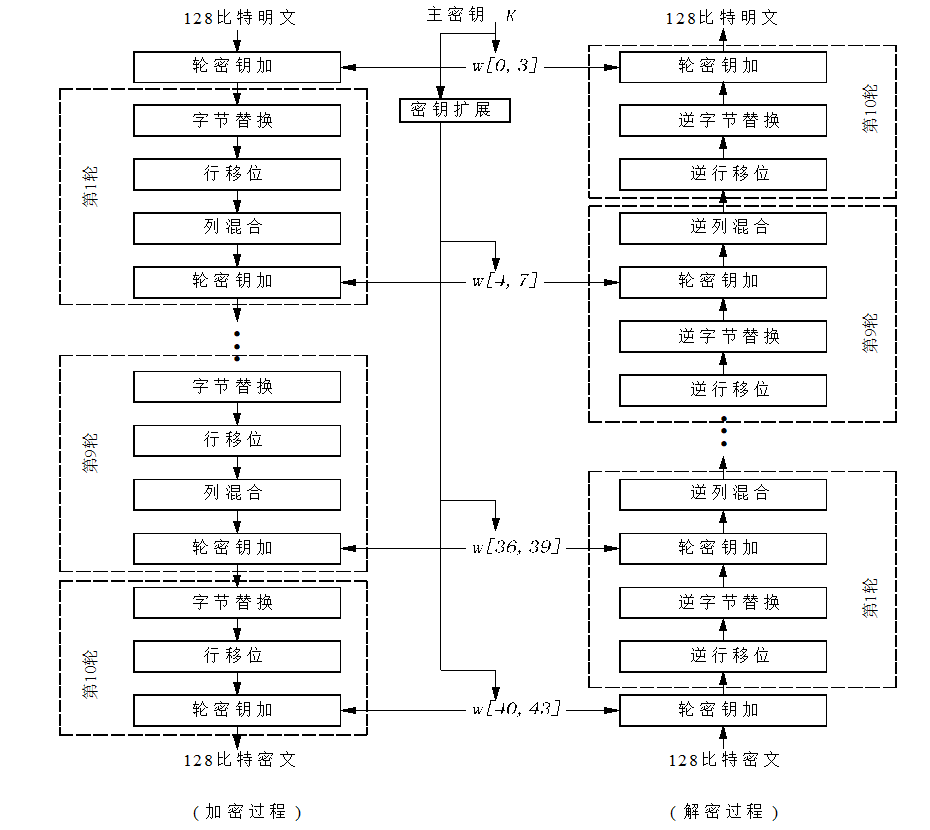 128比特明文
主密钥 K
128比特明文
轮密钥加
w[0, 3]
轮密钥加
密钥扩展
第1轮
字节替换
行移位
列混合
轮密钥加
w[4, 7]
第10轮
逆字节替换
逆行移位
第9轮
逆列混合
轮密钥加
逆字节替换
逆行移位
第9轮
字节替换
行移位
列混合
轮密钥加
w[36, 39]
第1轮
逆列混合
轮密钥加
逆字节替换
逆行移位
第10轮
字节替换
行移位
轮密钥加
w[40, 43]
轮密钥加
128比特密文
128比特密文
(加密过程)
(解密过程)